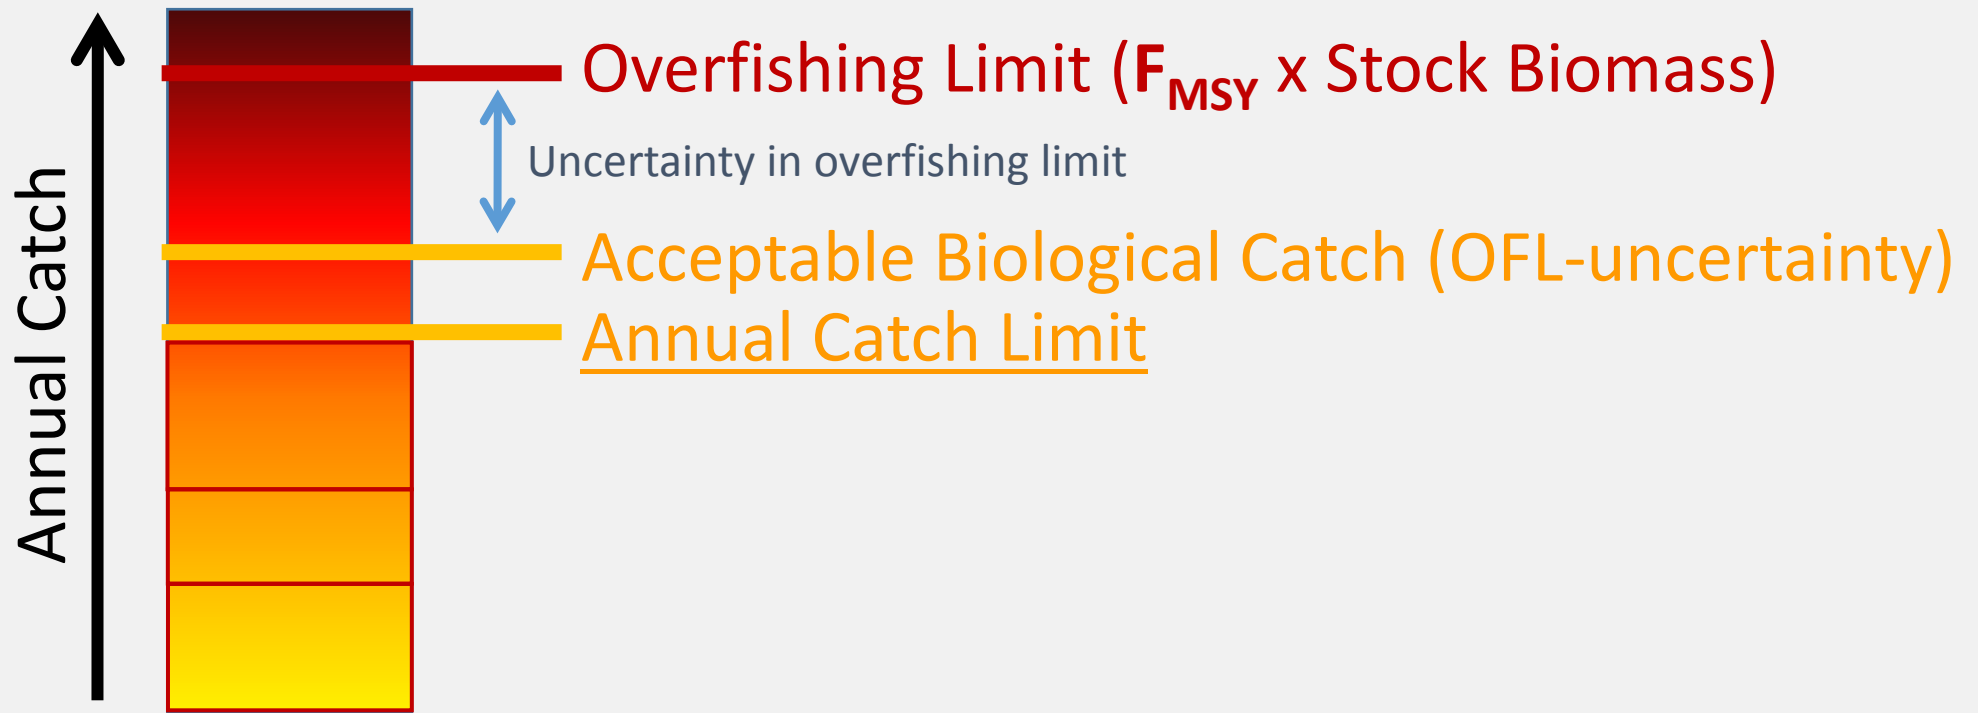 Annual Catch
Overfishing Limit (FMSY x Stock Biomass)
Uncertainty in overfishing limit
Acceptable Biological Catch (OFL-uncertainty)
Annual Catch Limit